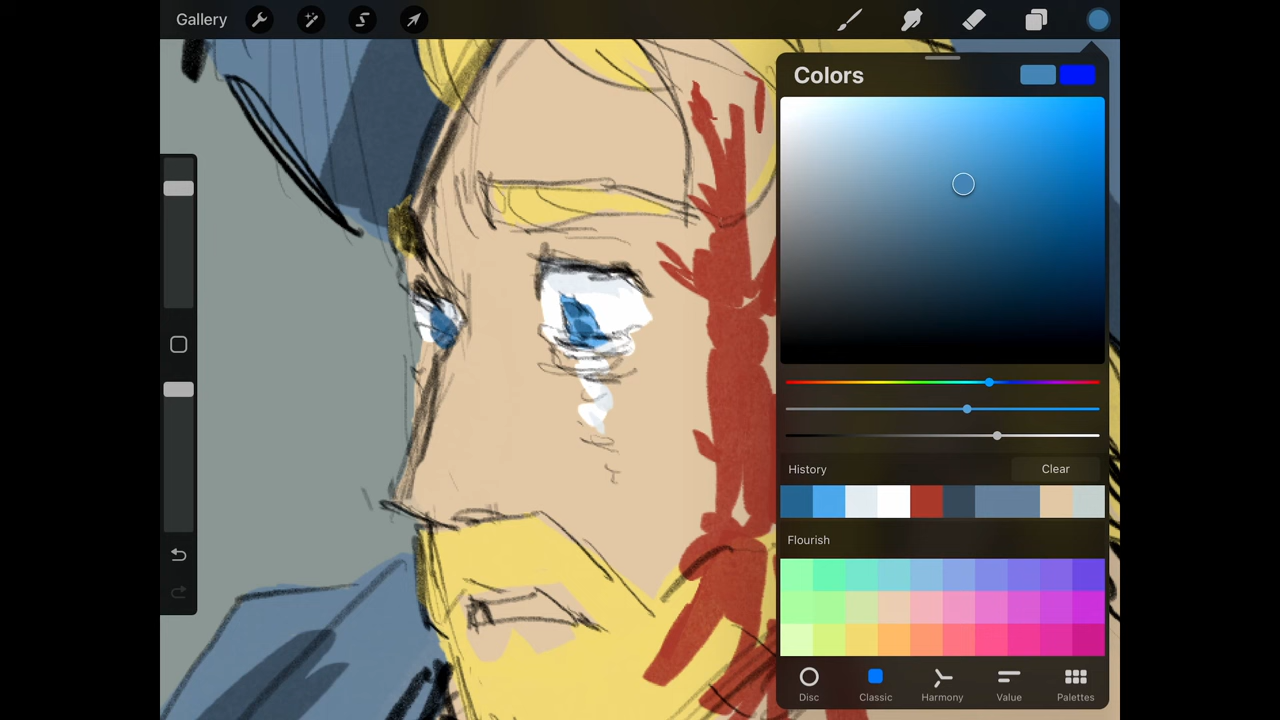 Gallery
Colors
History
Clear
Flourish
Disc
Classic
Harmony
Value
Palettes